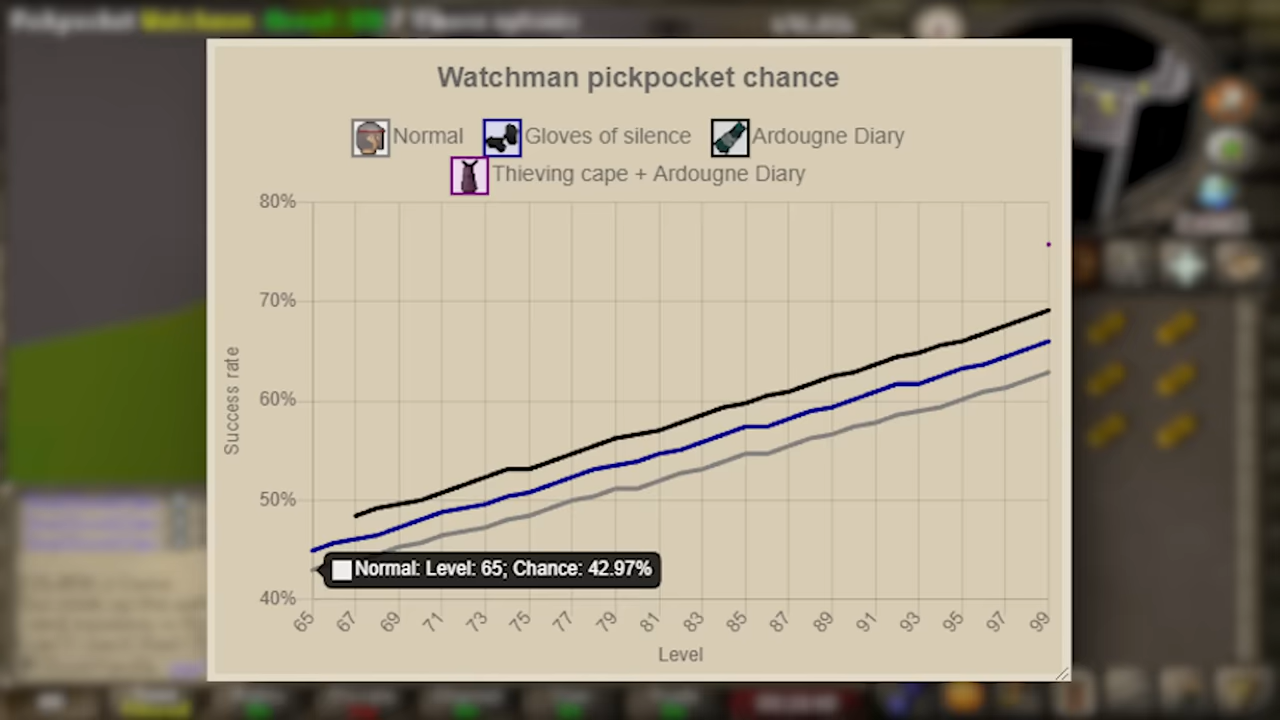 Watchman pickpocket chance
Normal Gloves of silence Ardougne Diary
Thieving cape + Ardougne Diary
80%
70%
60%
50%
40%
Success rate
Normal: Level: 65; Chance: 42.97%
65 67 69 71 73 75 77 79 81 83 85 87 89 91 93 95 97 99
Level